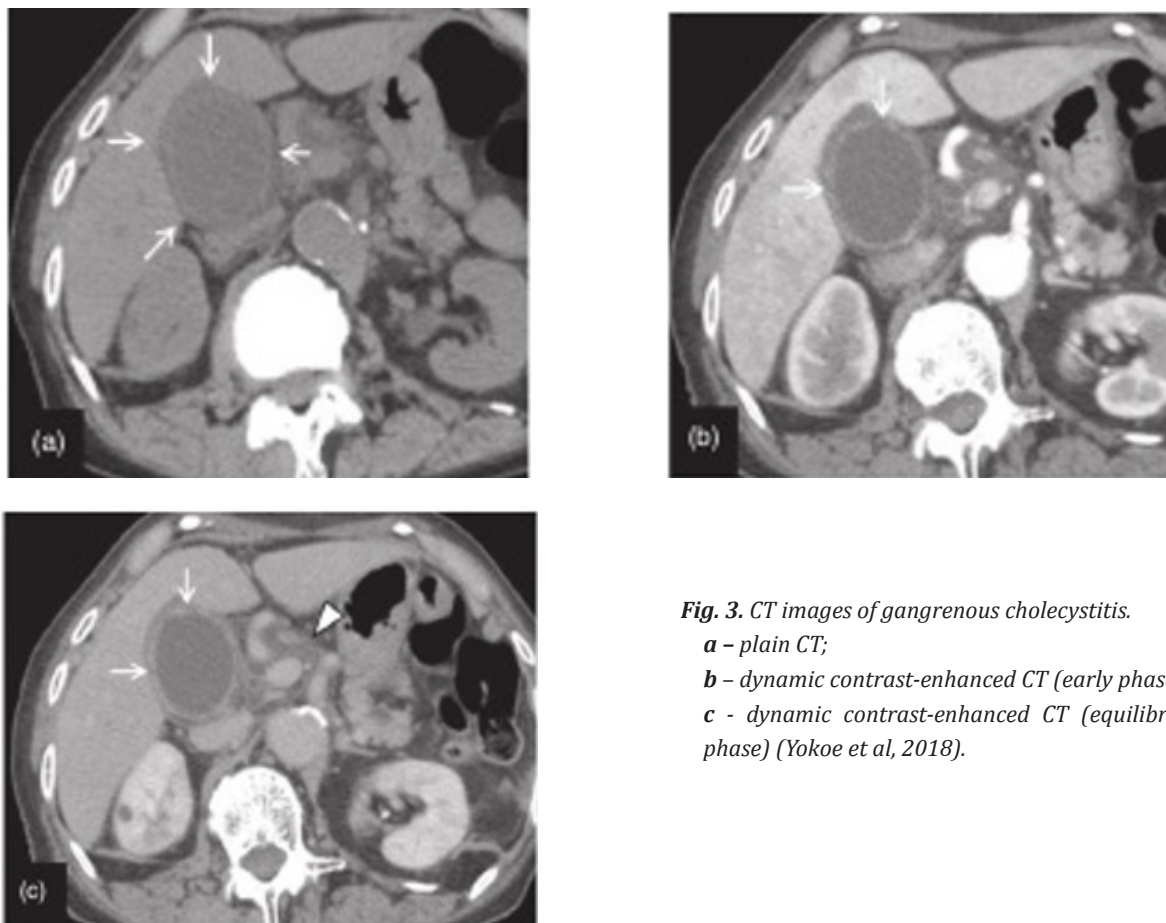 (a)
(b)
(c)
Fig. 3. CT images of gangrenous cholecystitis.
a – plain CT;
b – dynamic contrast-enhanced CT (early phase
c - dynamic contrast-enhanced CT (equilibr
phase) (Yokoe et al, 2018).